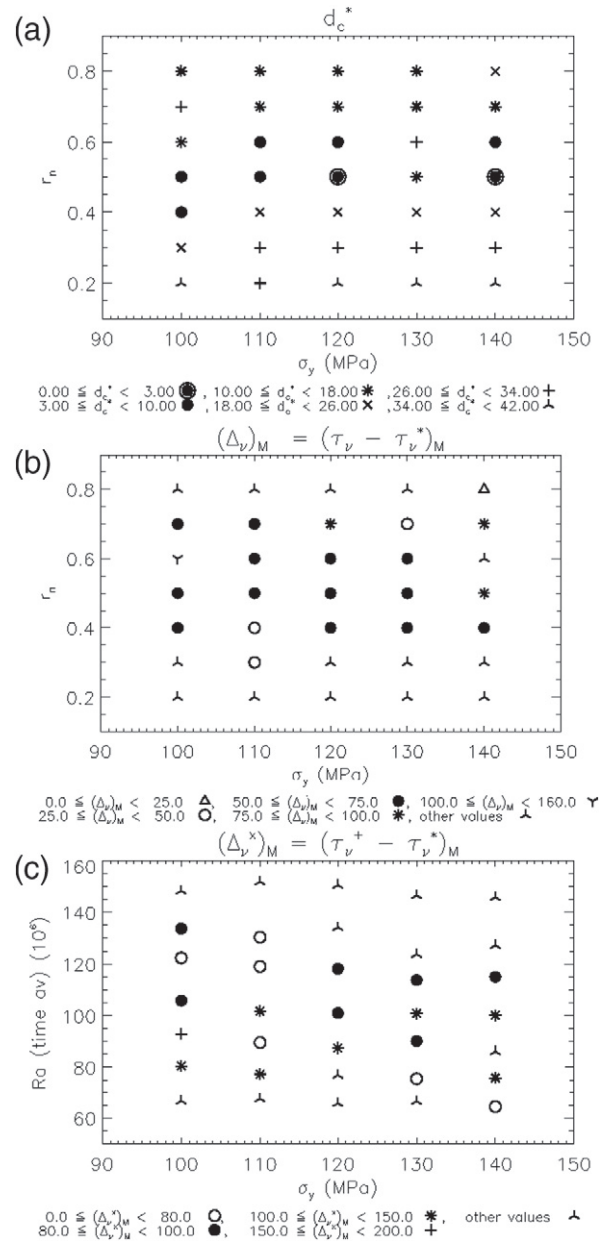 (a)
d_c*
0.8
0.6
r_n
0.4
0.2
90 100 110 120 130 140 150
σ_y (MPa)
0.00 ≦ d_c* < 3.00 , 10.00 ≦ d_c* < 18.00 , 26.00 ≦ d_c* < 34.00
3.00 ≦ d_c* < 10.00 , 18.00 ≦ d_c* < 26.00 , 34.00 ≦ d_c* < 42.00
(Δ_ν)_M = (τ_ν − τ_ν*)_M
(b)
0.8
0.6
r_n
0.4
0.2
90 100 110 120 130 140 150
σ_y (MPa)
0.0 ≦ (Δ_ν)_M < 25.0 , 50.0 ≦ (Δ_ν)_M < 75.0 , 100.0 ≦ (Δ_ν)_M < 160.0
25.0 ≦ (Δ_ν)_M < 50.0 , 75.0 ≦ (Δ_ν)_M < 100.0 , other values
(Δ_ν^x)_M = (τ_ν^+ − τ_ν*)_M
(c)
160
140
120
100
80
60
Ra (time av) (10⁶)
90 100 110 120 130 140 150
σ_y (MPa)
0.0 ≦ (Δ_ν^x)_M < 80.0 , 100.0 ≦ (Δ_ν^x)_M < 150.0 , other values
80.0 ≦ (Δ_ν^x)_M < 100.0 , 150.0 ≦ (Δ_ν^x)_M < 200.0